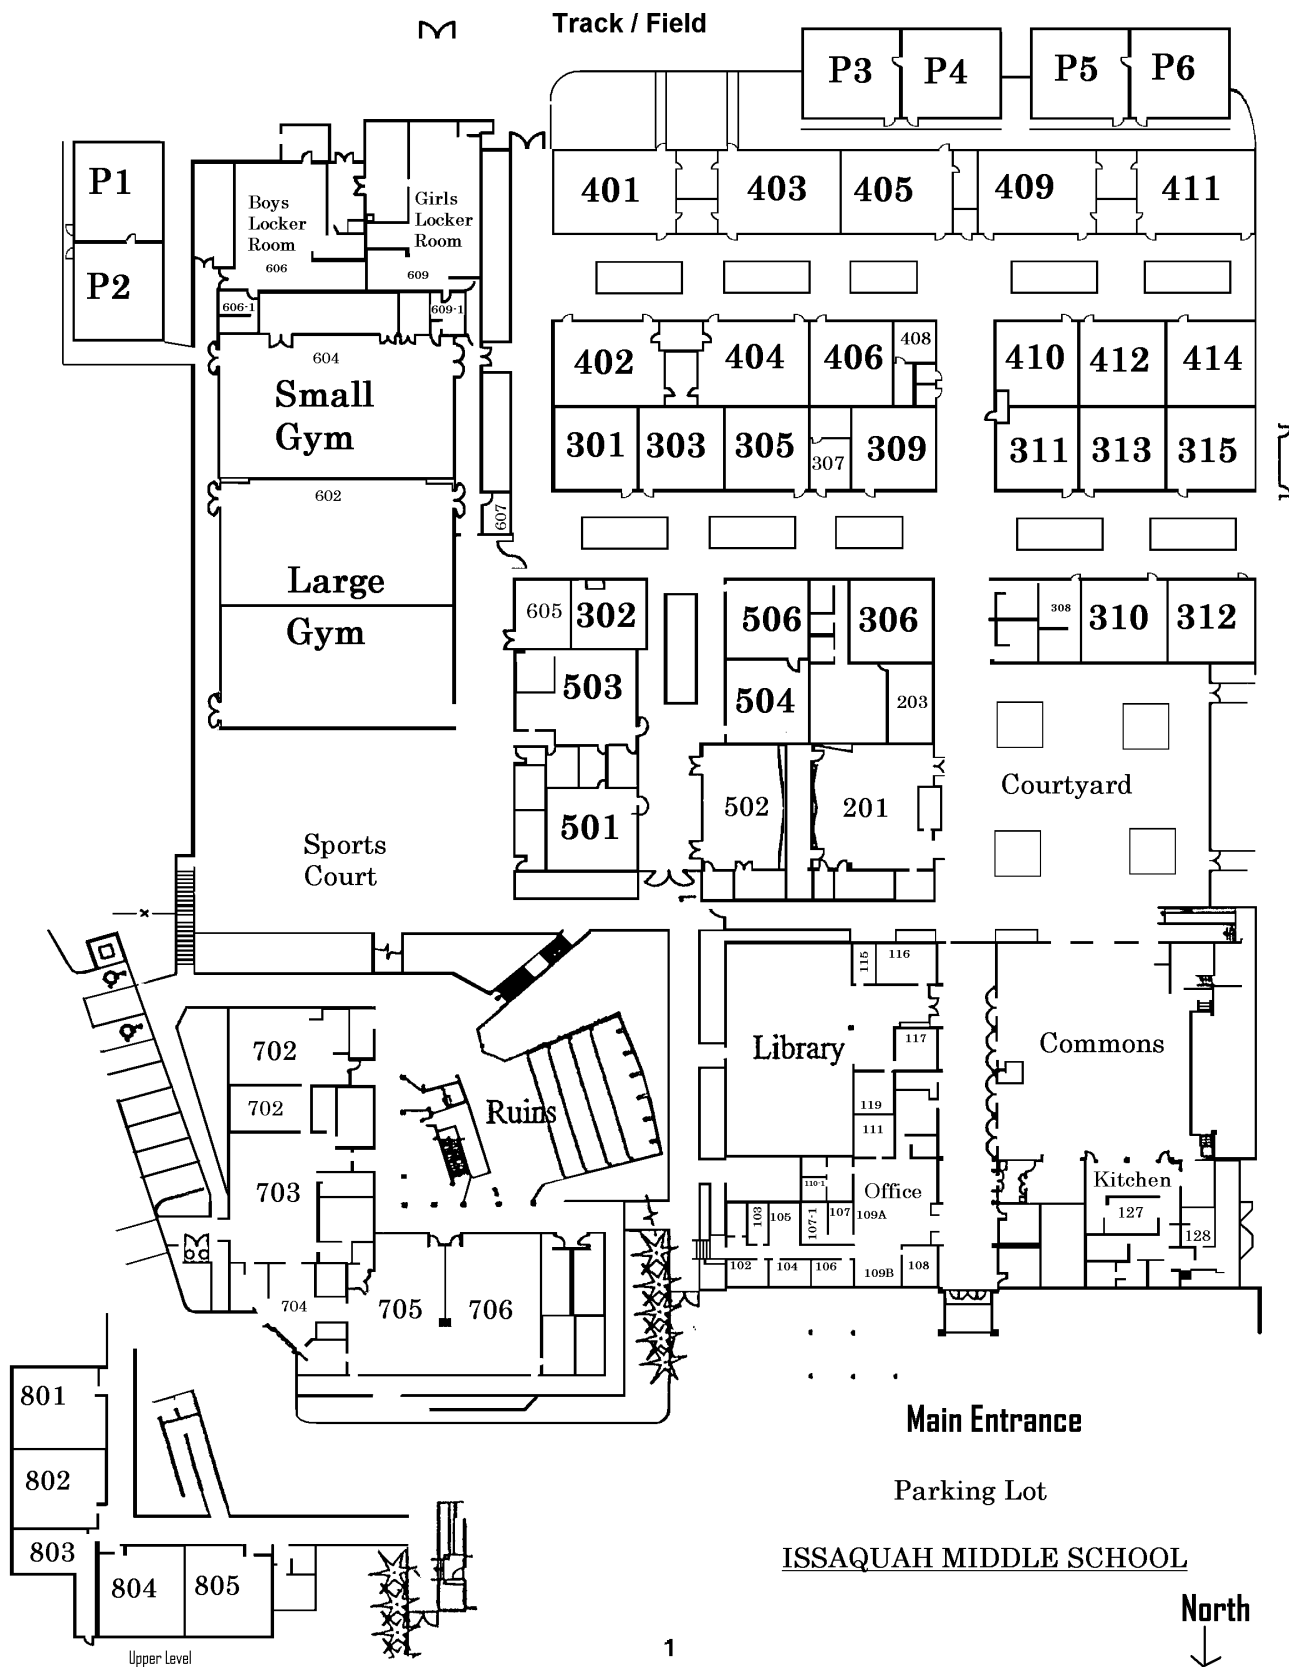 Track / Field
P3
P4
P5
P6
P1
P2
Boys
Locker
Room
606
Girls
Locker
Room
609
401
403
405
409
411
606-1
609-1
604
Small
Gym
402
404
406
408
410
412
414
301
303
305
307
309
311
313
315
602
607
Large
Gym
605
302
506
306
308
310
312
503
504
203
Courtyard
502
201
501
Sports
Court
115
116
702
Library
117
Commons
702
Ruins
119
111
703
110-1
Office
Kitchen
103
105
107-1
107
109A
127
128
102
104
106
109B
108
704
705
706
801
Main Entrance
802
Parking Lot
803
804
805
ISSAQUAH MIDDLE SCHOOL
North
Upper Level
1